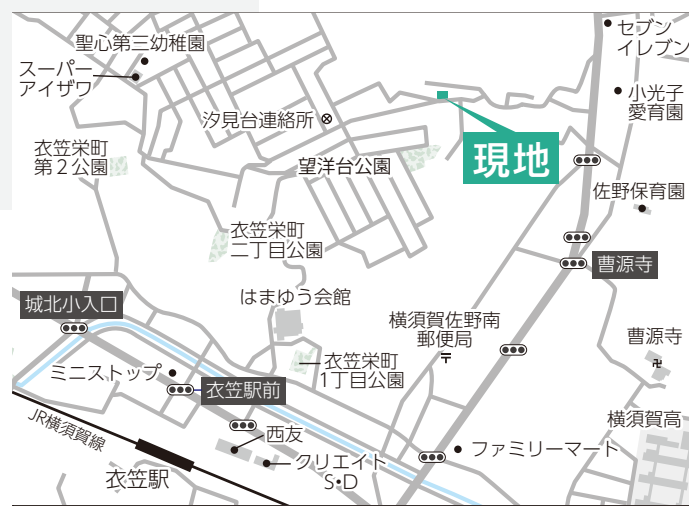 セブン
イレブン
聖心第三幼稚園
スーパー
アイザワ
小光子
愛育園
汐見台連絡所
現地
衣笠栄町
第2公園
望洋台公園
佐野保育園
衣笠栄町
二丁目公園
曹源寺
はまゆう会館
城北小入口
横須賀佐野南
郵便局
〒
曹源寺
卍
衣笠栄町
1丁目公園
ミニストップ
衣笠駅前
横須賀高
JR横須賀線
西友
ファミリーマート
クリエイト
S・D
衣笠駅